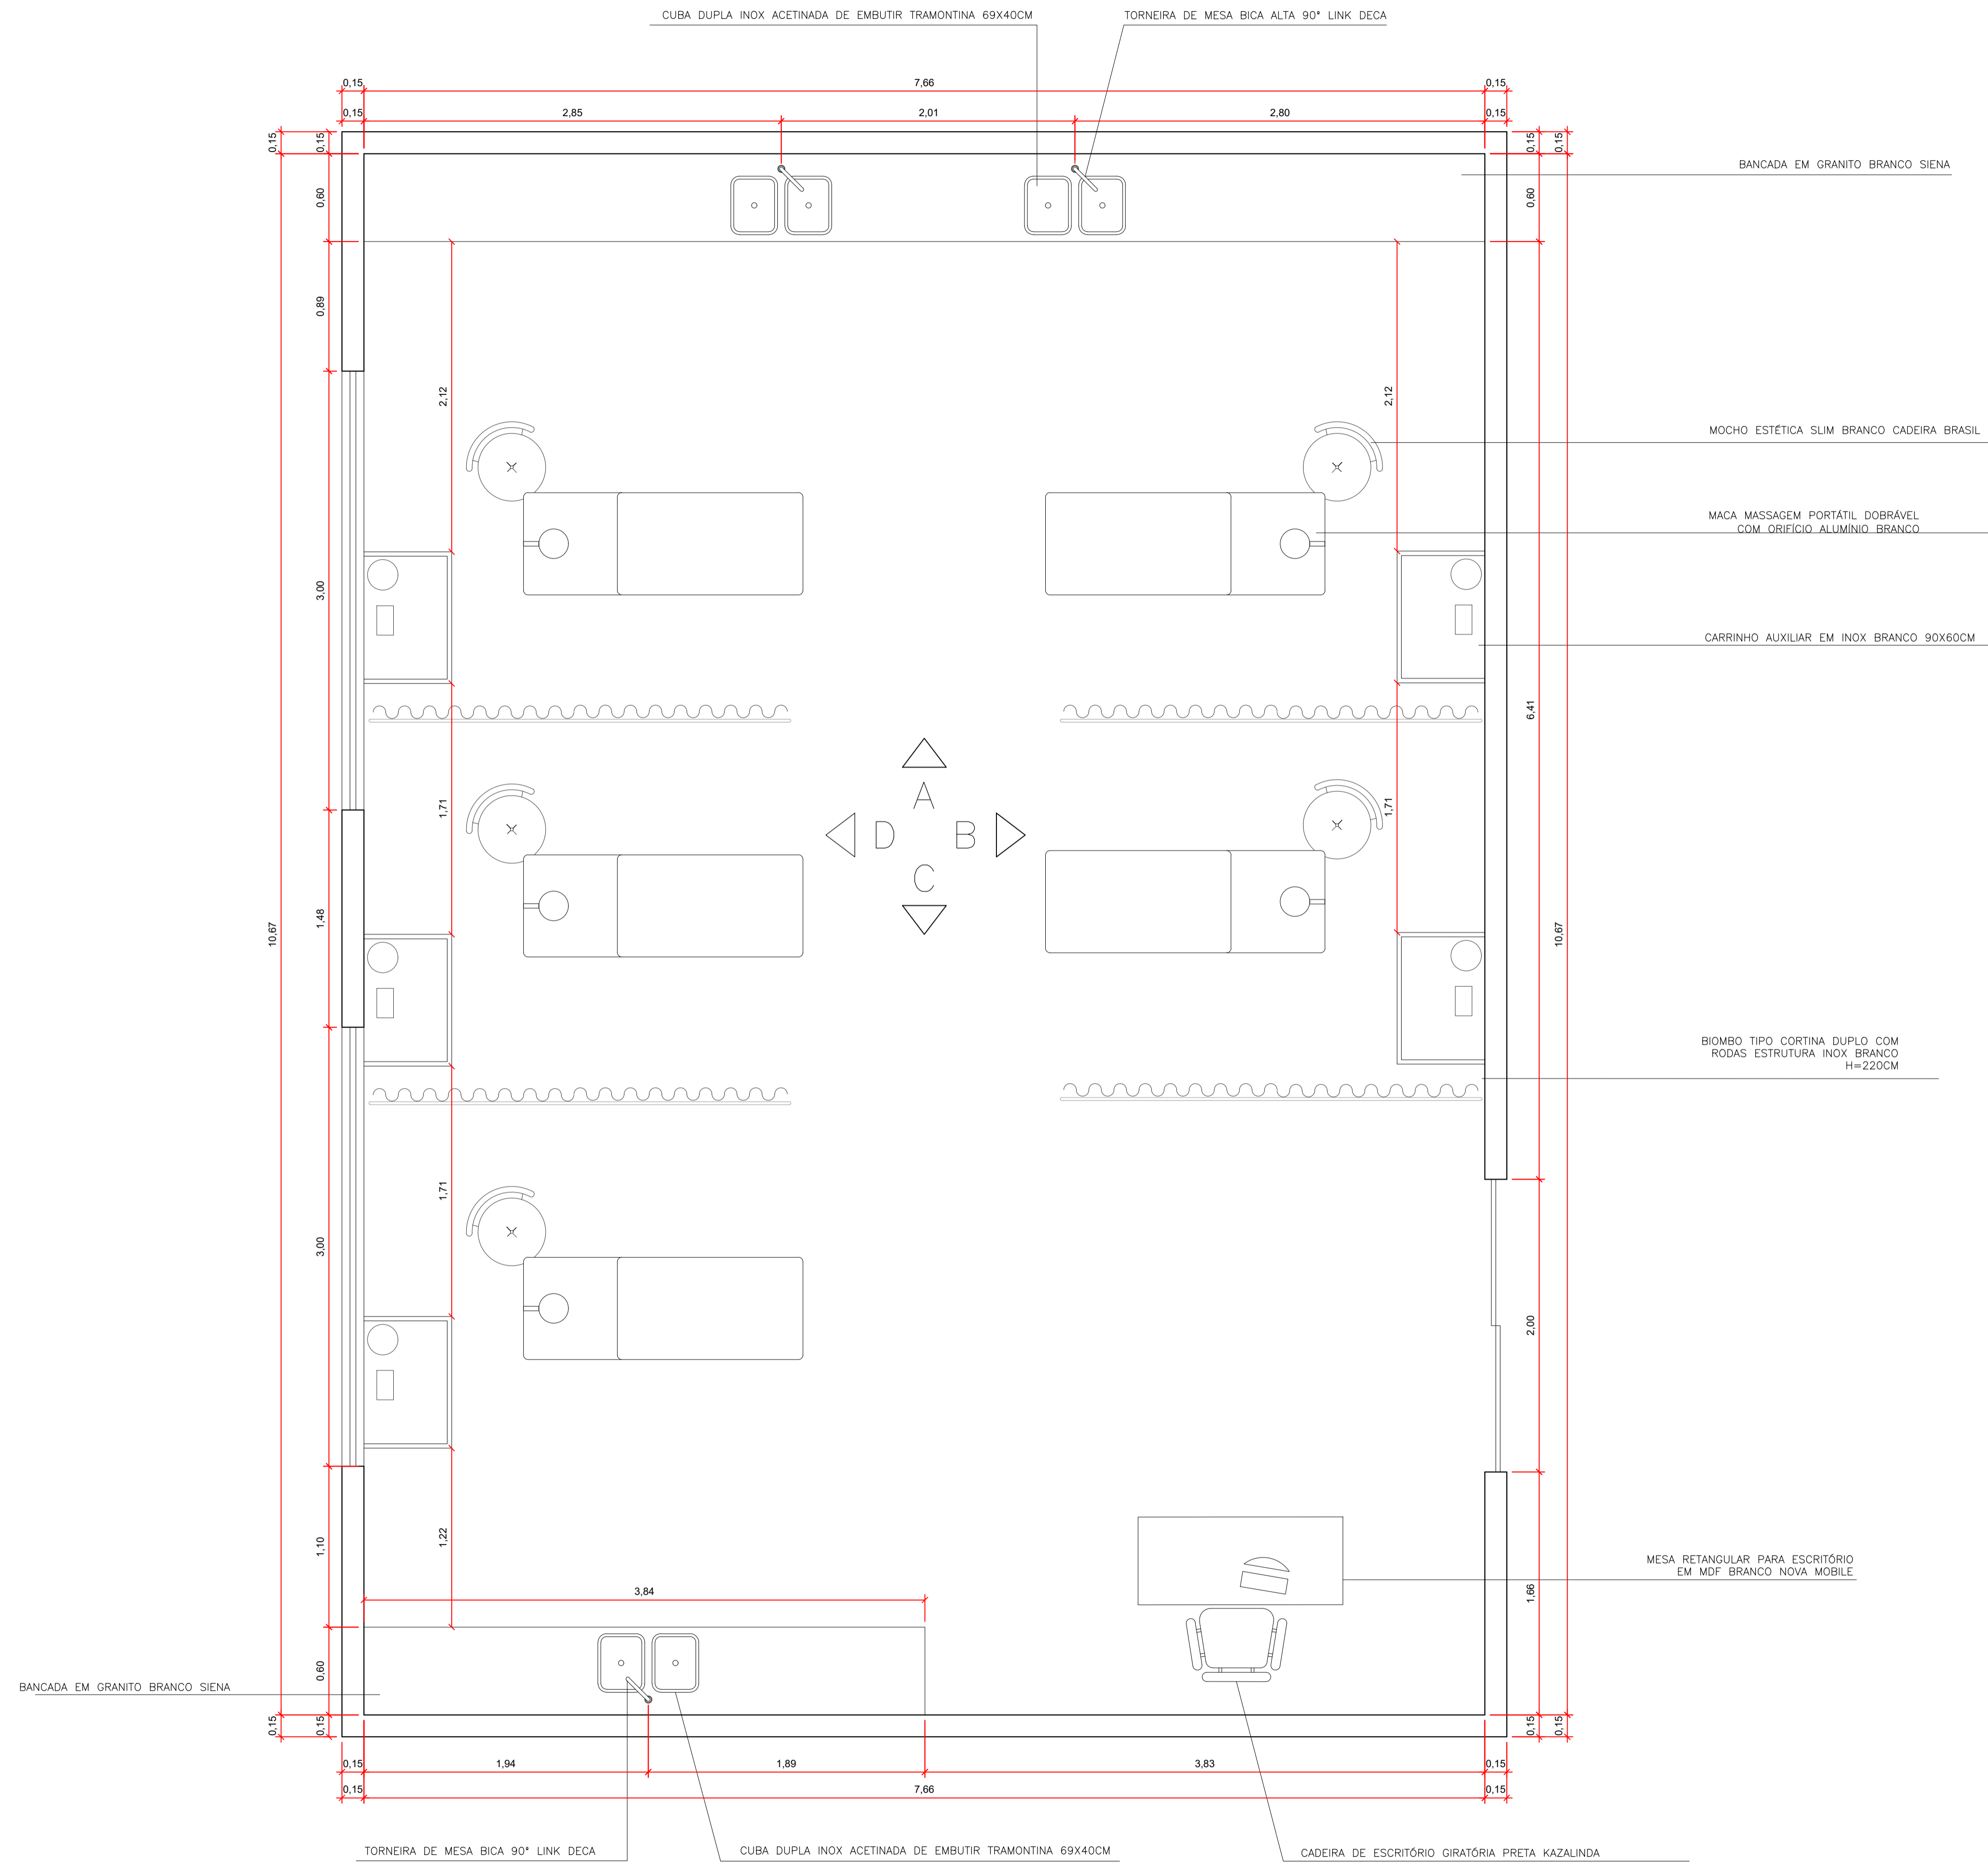 CUBA DUPLA INOX ACETINADA DE EMBUTIR TRAMONTINA 69X40CM
TORNEIRA DE MESA BICA ALTA 90° LINK DECA
0,15
7,66
0,15
0,15
2,85
2,01
2,80
0,15
0,15
0,15
0,15
0,15
BANCADA EM GRANITO BRANCO SIENA
0,60
0,60
0,89
2,12
2,12
MOCHO ESTÉTICA SLIM BRANCO CADEIRA BRASIL
MACA MASSAGEM PORTÁTIL DOBRÁVEL
COM ORIFÍCIO ALUMÍNIO BRANCO
3,00
CARRINHO AUXILIAR EM INOX BRANCO 90X60CM
6,41
A
D
B
C
1,71
1,71
10,67
1,48
10,67
BIOMBO TIPO CORTINA DUPLO COM
RODAS ESTRUTURA INOX BRANCO
H=220CM
1,71
3,00
2,00
1,10
1,22
MESA RETANGULAR PARA ESCRITÓRIO
EM MDF BRANCO NOVA MOBILE
1,66
3,84
0,60
BANCADA EM GRANITO BRANCO SIENA
0,15
0,15
0,15
0,15
0,15
1,94
1,89
3,83
0,15
0,15
7,66
0,15
TORNEIRA DE MESA BICA 90° LINK DECA
CUBA DUPLA INOX ACETINADA DE EMBUTIR TRAMONTINA 69X40CM
CADEIRA DE ESCRITÓRIO GIRATÓRIA PRETA KAZALINDA